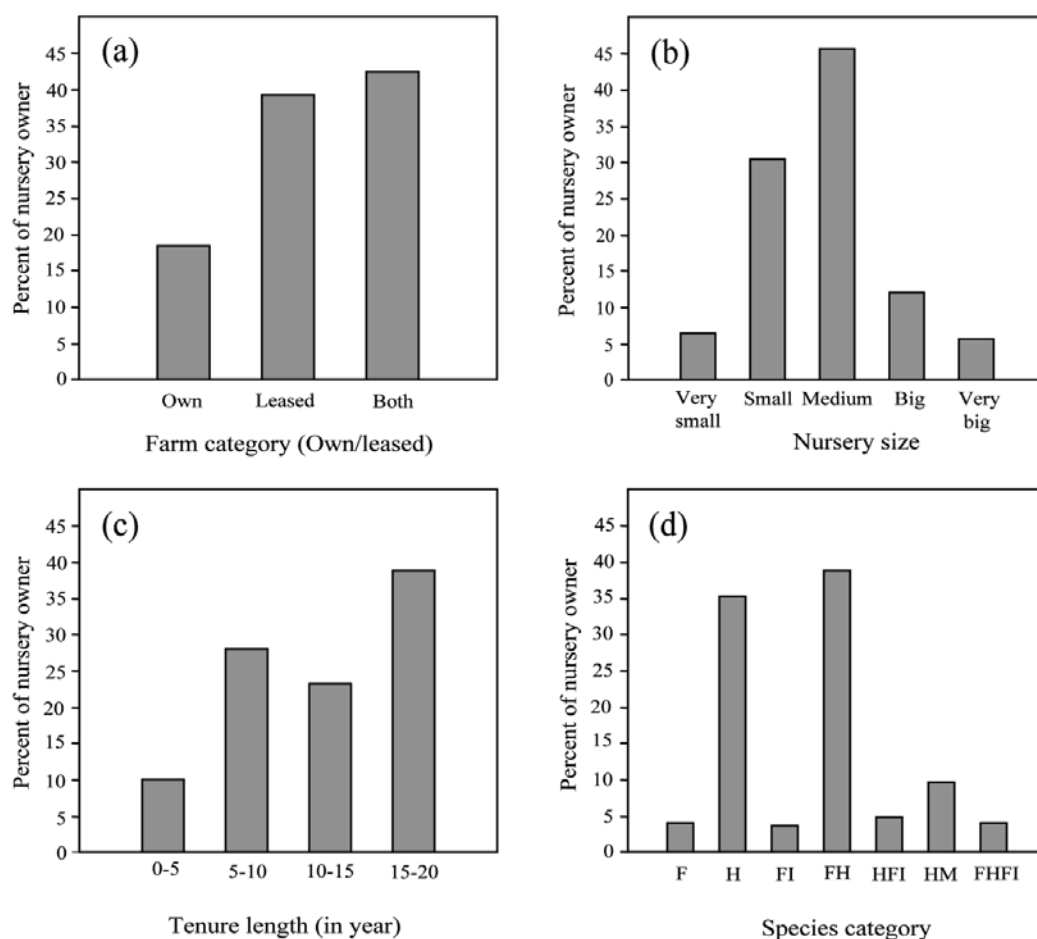 (a)
Percent of nursery owner
45
40
35
30
25
20
15
10
5
0
Own Leased Both
Farm category (Own/leased)
(b)
Percent of nursery owner
45
40
35
30
25
20
15
10
5
0
Very small Small Medium Big Very big
Nursery size
(c)
Percent of nursery owner
45
40
35
30
25
20
15
10
5
0
0-5 5-10 10-15 15-20
Tenure length (in year)
(d)
Percent of nursery owner
45
40
35
30
25
20
15
10
5
0
F H FI FH HFI HM FHFI
Species category